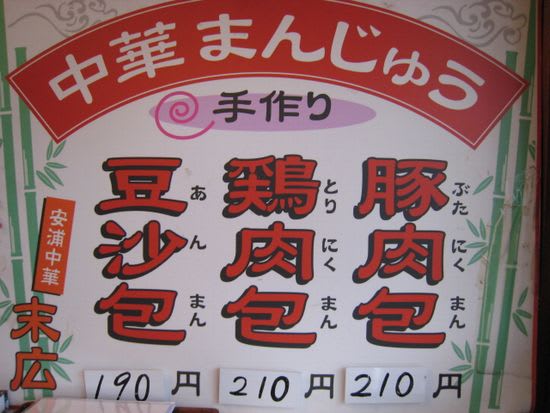 中華まんじゅう
手作り
豚肉包
ぶたにくまん
210円
鶏肉包
とりにくまん
210円
豆沙包
あんまん
190円
安浦中華
末広